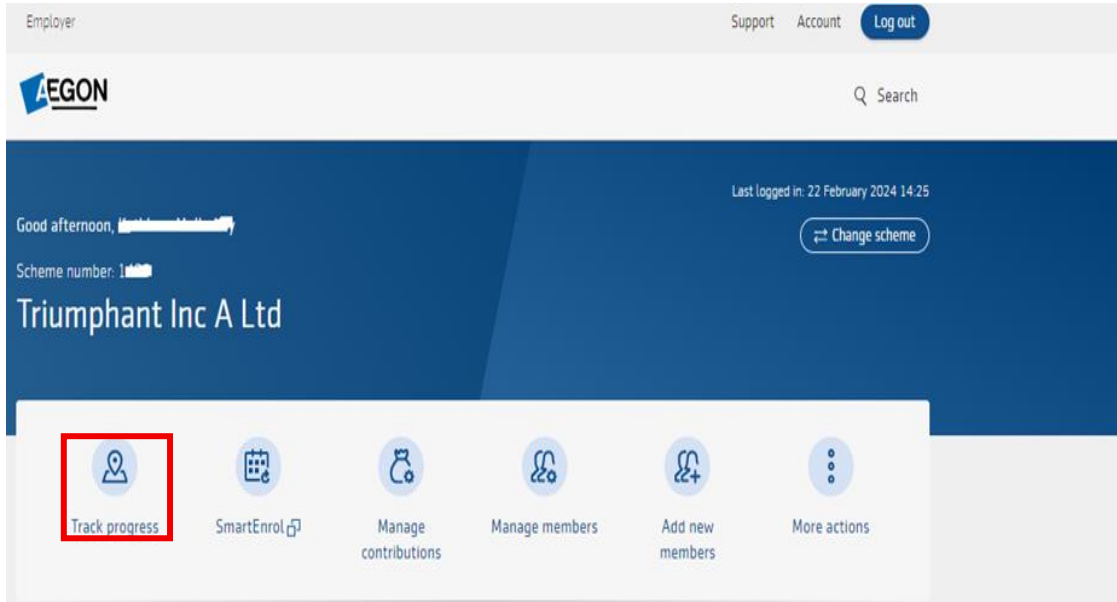 Employer
Support Account Log out
AEGON
Search
Last logged in: 22 February 2024 14:25
Good afternoon,
Change scheme
Scheme number: 1
Triumphant Inc A Ltd
Track progress SmartEnrol Manage contributions Manage members Add new members More actions